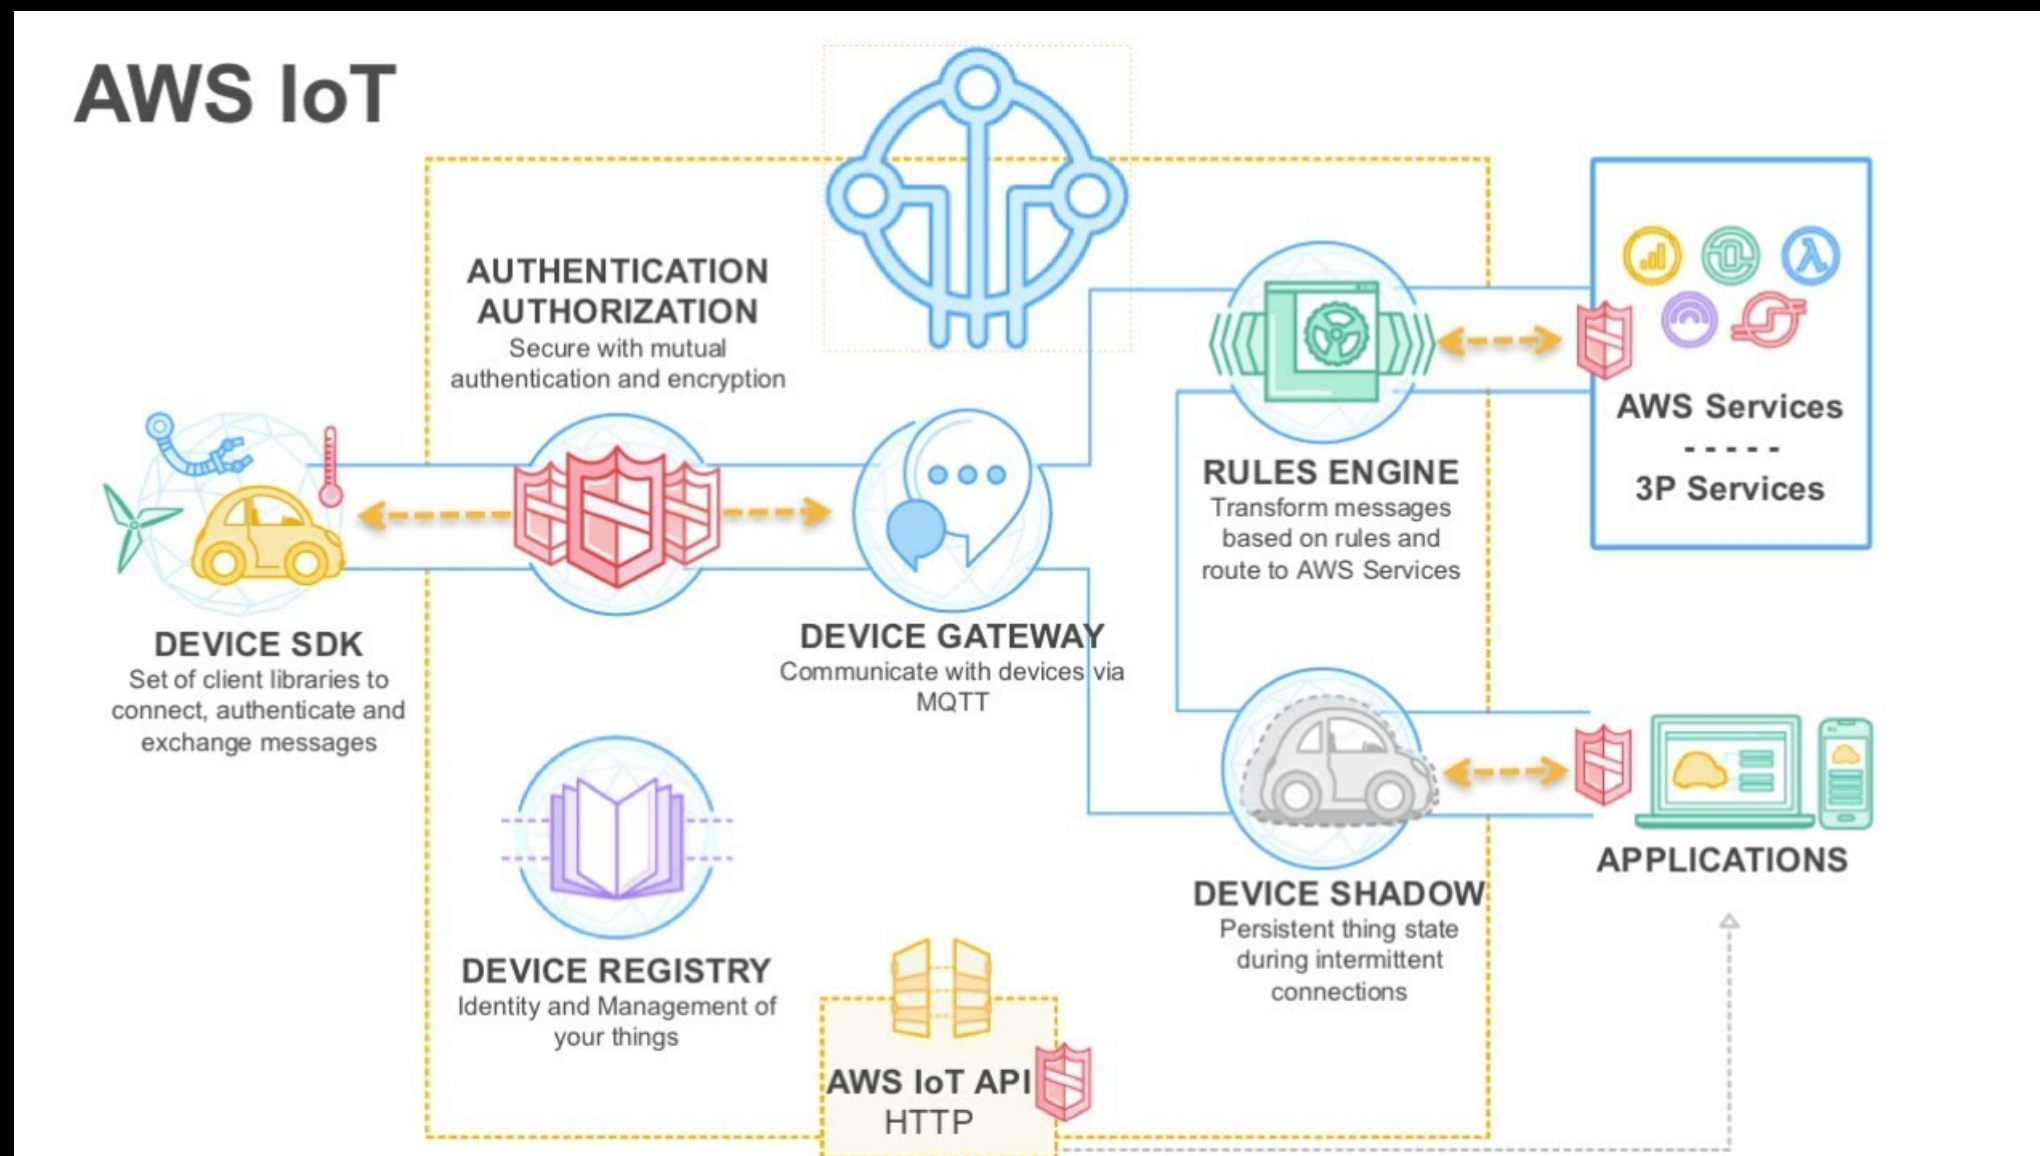 AWS IoT
AUTHENTICATION
AUTHORIZATION
Secure with mutual
authentication and encryption
DEVICE SDK
Set of client libraries to
connect, authenticate and
exchange messages
DEVICE GATEWAY
Communicate with devices via
MQTT
RULES ENGINE
Transform messages
based on rules and
route to AWS Services
AWS Services
- - - - -
3P Services
DEVICE REGISTRY
Identity and Management of
your things
AWS IoT API
HTTP
DEVICE SHADOW
Persistent thing state
during intermittent
connections
APPLICATIONS